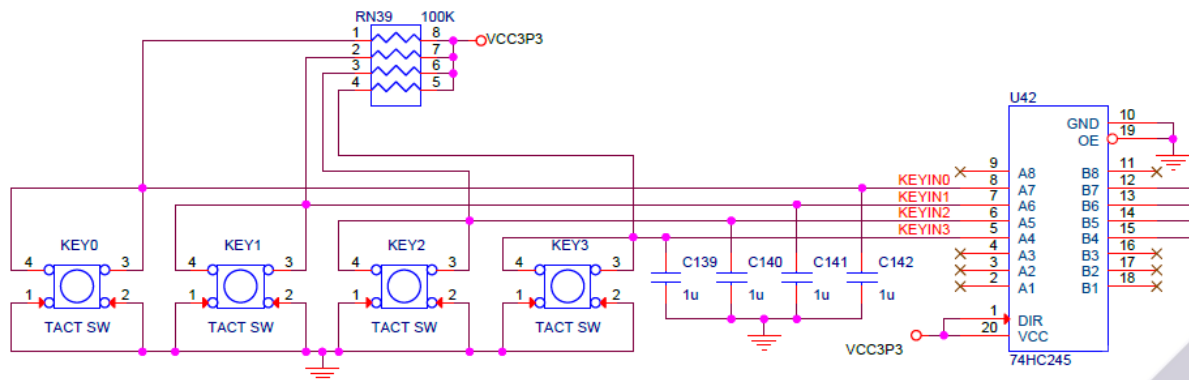 RN39 100K
1 8 VCC3P3
2 7
3 6
4 5
U42
GND 10
OE 19
9 A8 B8 11
KEYIN0 8 A7 B7 12
KEYIN1 7 A6 B6 13
KEYIN2 6 A5 B5 14
KEYIN3 5 A4 B4 15
4 A3 B3 16
3 A2 B2 17
2 A1 B1 18
1 DIR
20 VCC
VCC3P3
74HC245
KEY0 KEY1 KEY2 KEY3
4 3 4 3 4 3 4 3
1 2 1 2 1 2 1 2
TACT SW TACT SW TACT SW TACT SW
C139 C140 C141 C142
1u 1u 1u 1u